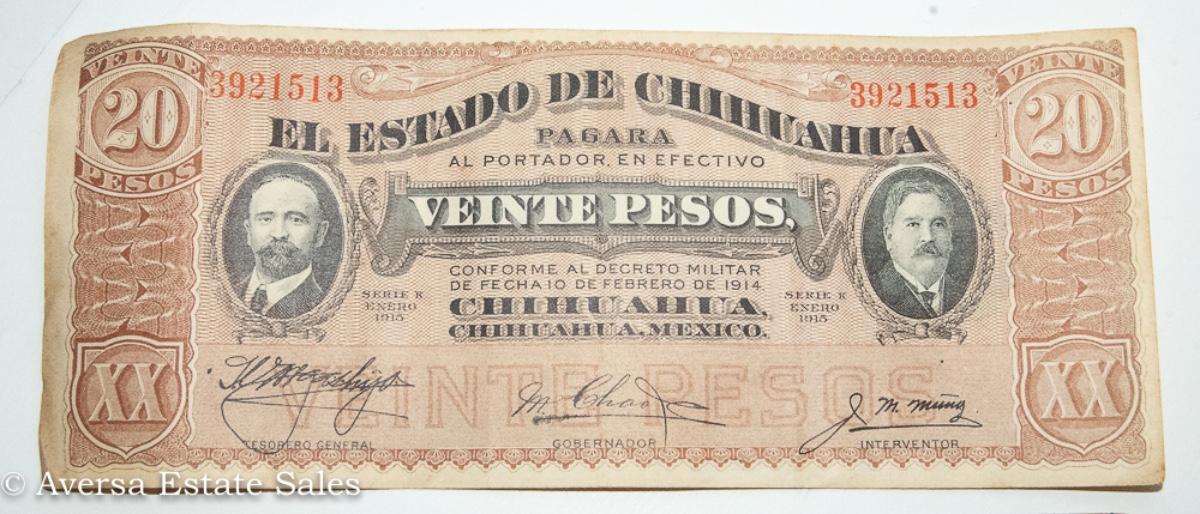 VEINTE
20
PESOS
3921513
EL ESTADO DE CHIHUAHUA
3921513
VEINTE
20
PESOS
PAGARA
AL PORTADOR, EN EFECTIVO
VEINTE PESOS,
CONFORME AL DECRETO MILITAR
DE FECHA 10 DE FEBRERO DE 1914
CHIHUAHUA,
CHIHUAHUA, MEXICO.
SERIE K
ENERO
1915
SERIE K
ENERO
1915
XX
VEINTE PESOS
XX
M. Chao
J. M. Muñoz
TESORERO GENERAL
GOBERNADOR
INTERVENTOR
© Aversa Estate Sales